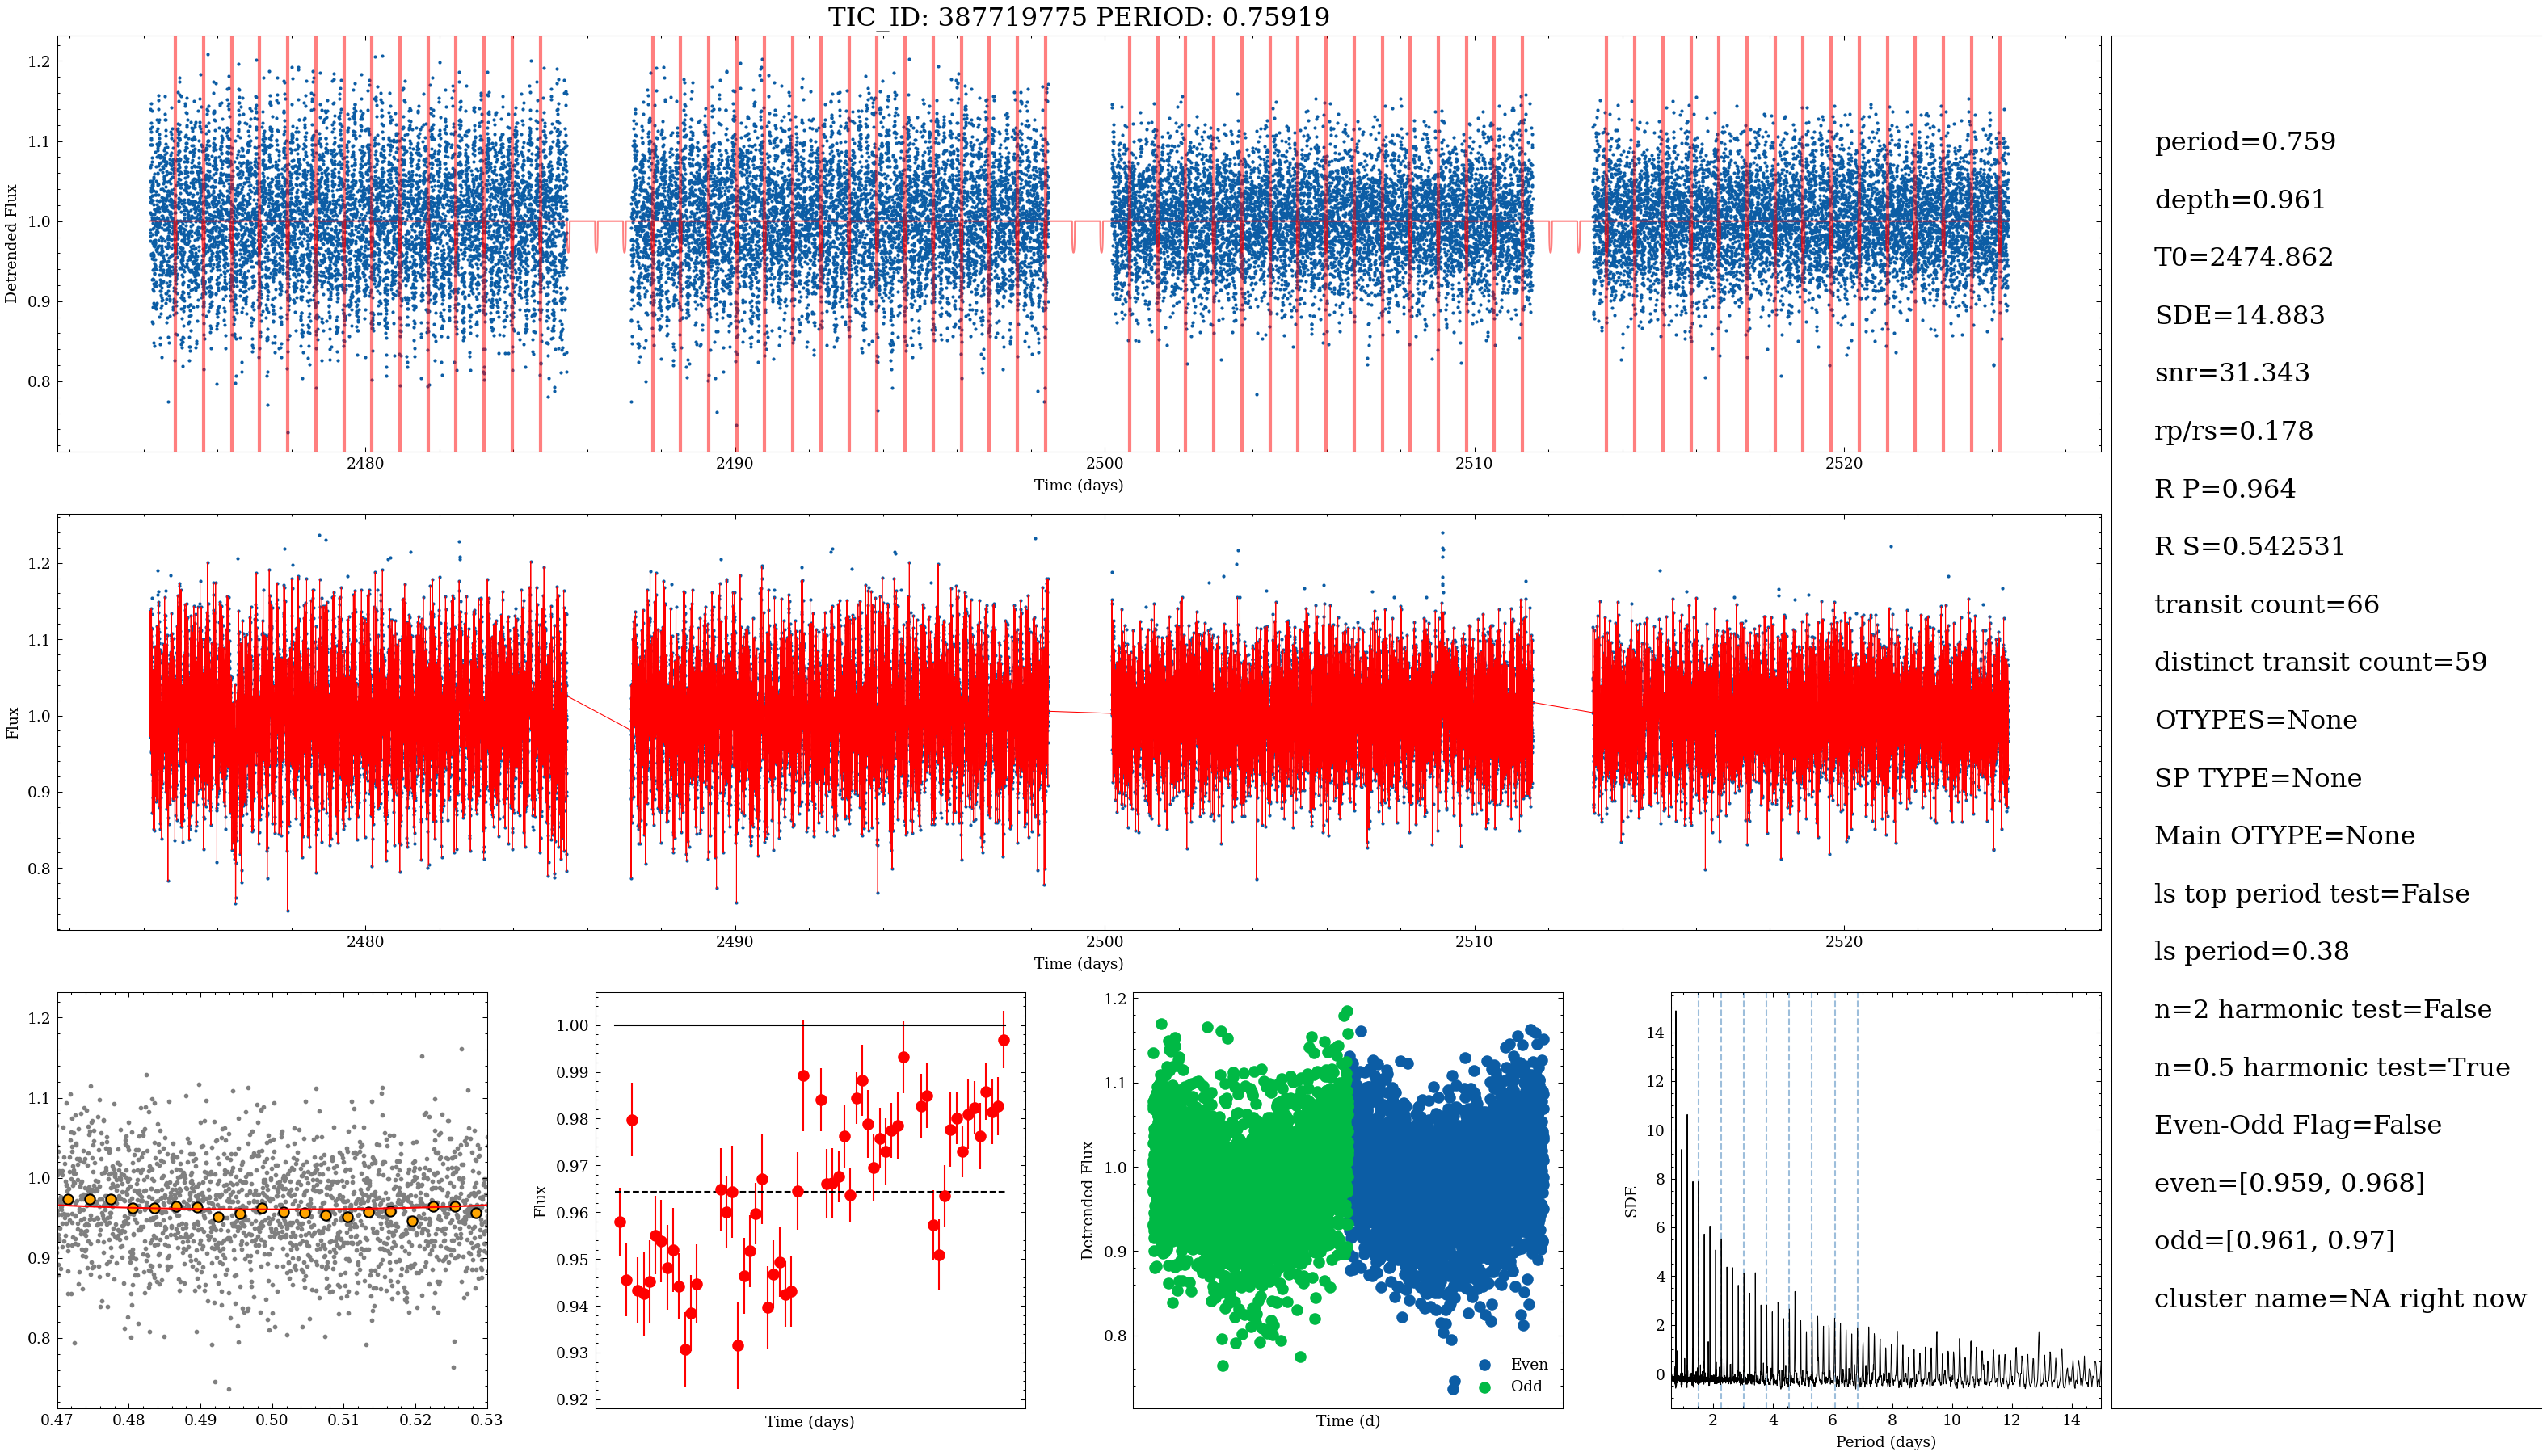 TIC_ID: 387719775 PERIOD: 0.75919
Detrended Flux
1.2
1.1
1.0
0.9
0.8
2480 2490 2500 2510 2520
Time (days)
Flux
1.2
1.1
1.0
0.9
0.8
2480 2490 2500 2510 2520
Time (days)
1.2
1.1
1.0
0.9
0.8
0.47 0.48 0.49 0.50 0.51 0.52 0.53
Flux
1.00
0.99
0.98
0.97
0.96
0.95
0.94
0.93
0.92
Time (days)
Detrended Flux
1.2
1.1
1.0
0.9
0.8
Even
Odd
Time (d)
SDE
14
12
10
8
6
4
2
0
2 4 6 8 10 12 14
Period (days)
period=0.759
depth=0.961
T0=2474.862
SDE=14.883
snr=31.343
rp/rs=0.178
R P=0.964
R S=0.542531
transit count=66
distinct transit count=59
OTYPES=None
SP TYPE=None
Main OTYPE=None
ls top period test=False
ls period=0.38
n=2 harmonic test=False
n=0.5 harmonic test=True
Even-Odd Flag=False
even=[0.959, 0.968]
odd=[0.961, 0.97]
cluster name=NA right now